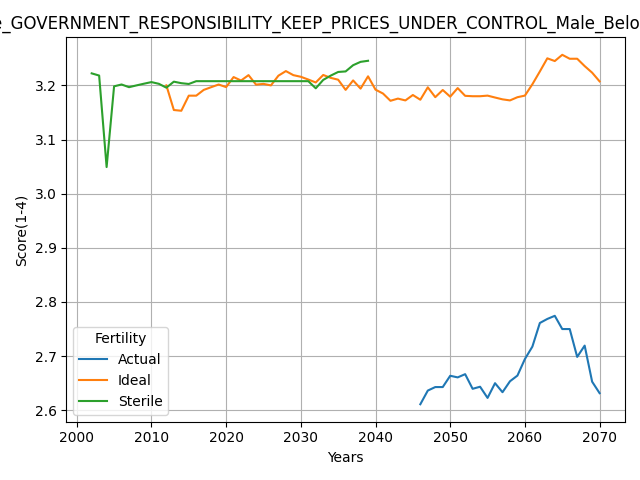 GOVERNMENT_RESPONSIBILITY_KEEP_PRICES_UNDER_CONTROL_Male_
Score(1-4)
3.2
3.1
3.0
2.9
2.8
2.7
2.6
Fertility
Actual
Ideal
Sterile
2000 2010 2020 2030 2040 2050 2060 2070
Years